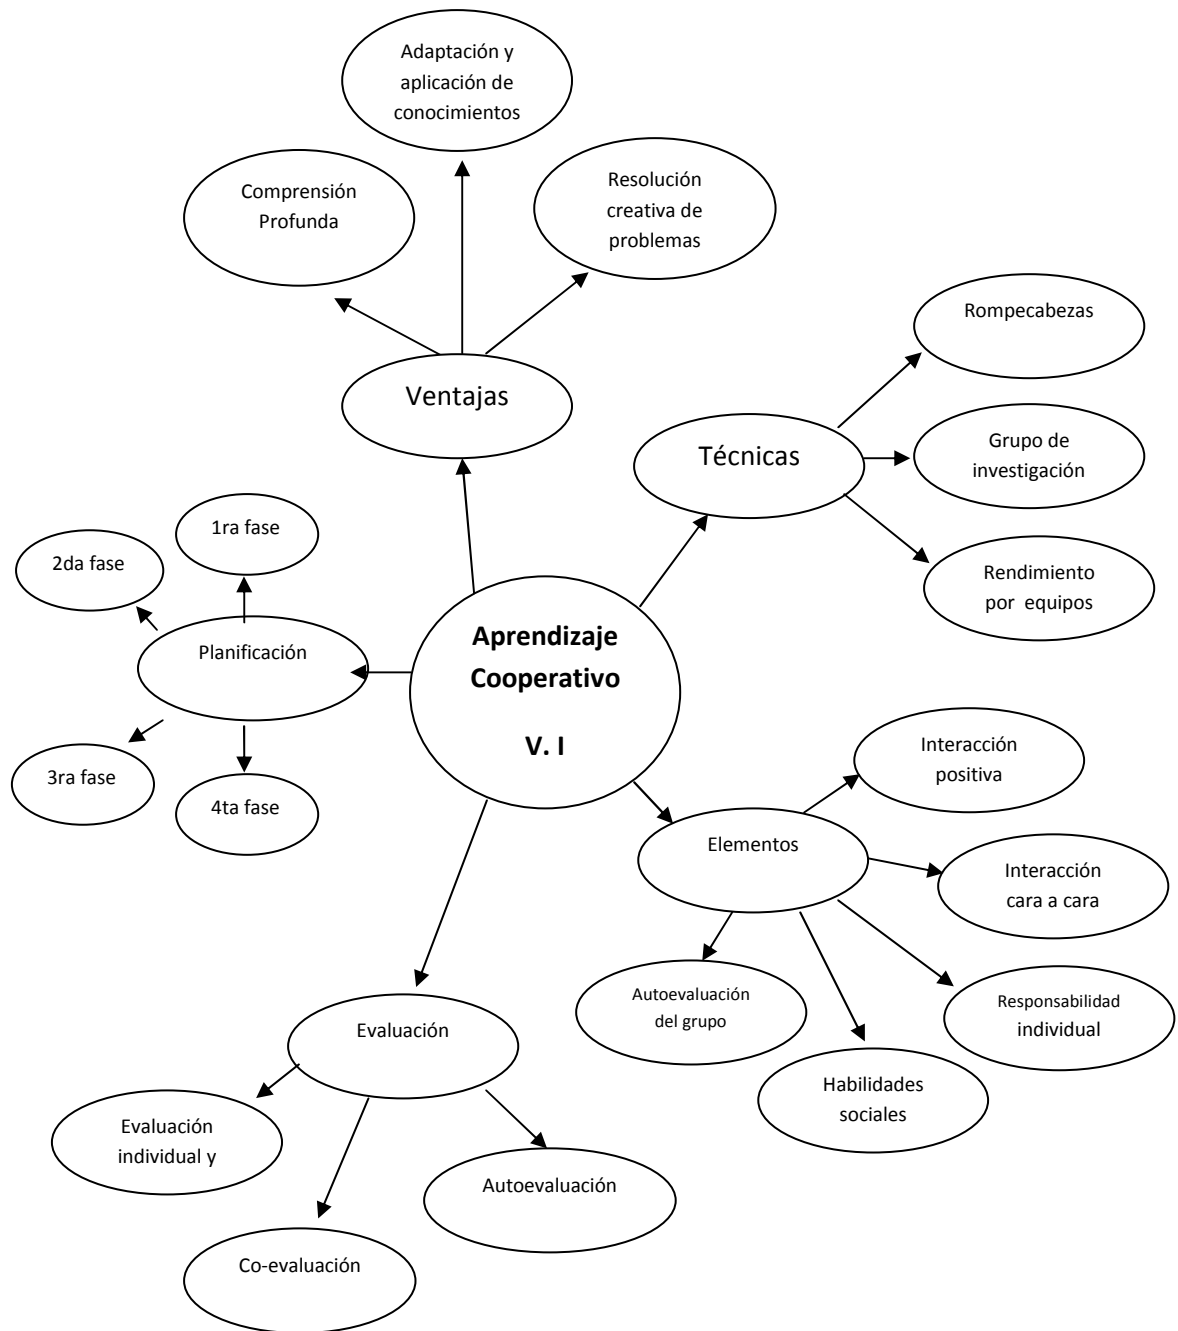 Adaptación y
aplicación de
conocimientos
Comprensión
Profunda
Resolución
creativa de
problemas
Ventajas
Rompecabezas
Técnicas
Grupo de
investigación
Rendimiento
por equipos
1ra fase
2da fase
Planificación
3ra fase
4ta fase
Aprendizaje
Cooperativo
V. I
Interacción
positiva
Elementos
Interacción
cara a cara
Autoevaluación
del grupo
Responsabilidad
individual
Habilidades
sociales
Evaluación
Evaluación
individual y
Autoevaluación
Co-evaluación